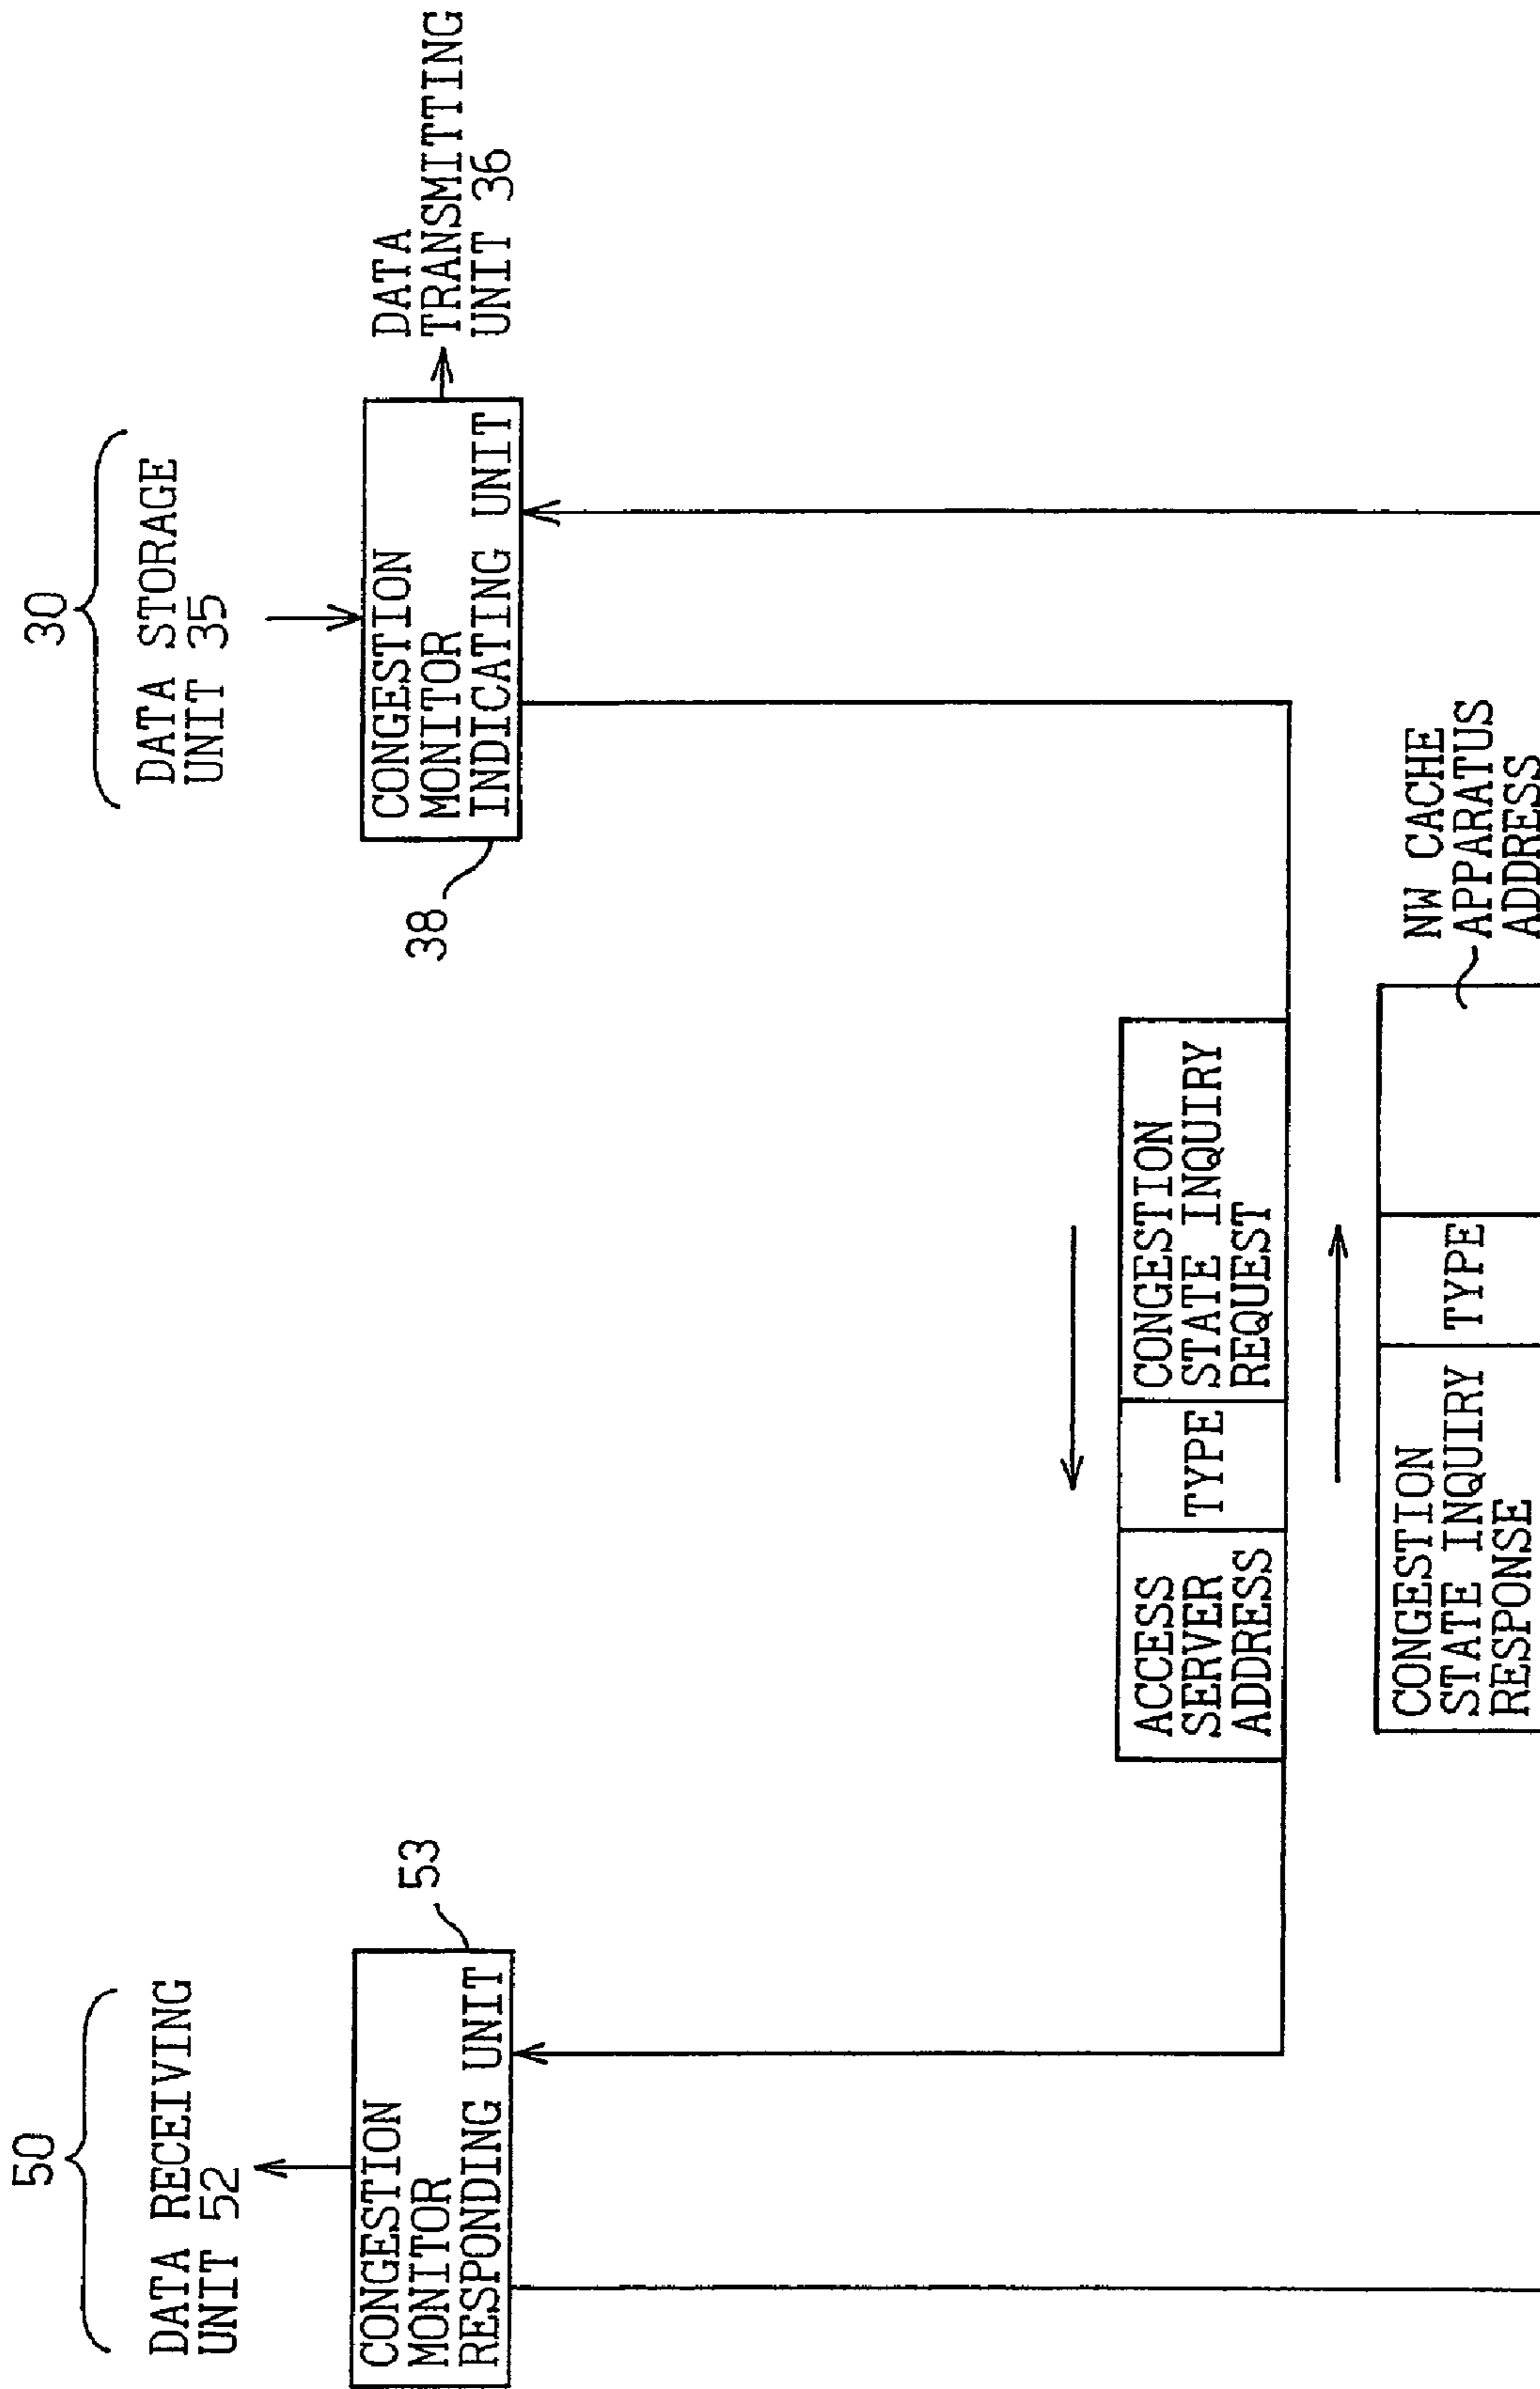 50
DATA RECEIVING
UNIT 52
CONGESTION
MONITOR
RESPONDING UNIT
53
30
DATA STORAGE
UNIT 35
CONGESTION
MONITOR
INDICATING UNIT
38
DATA
TRANSMITTING
UNIT 36
ACCESS
SERVER
ADDRESS
TYPE
CONGESTION
STATE INQUIRY
REQUEST
CONGESTION
STATE INQUIRY
RESPONSE
TYPE
NW CACHE
APPARATUS
ADDRESS